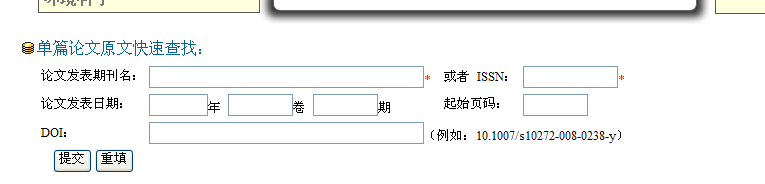 单篇论文原文快速查找：
论文发表期刊名： * 或者 ISSN： *
论文发表日期： 年 卷 期 起始页码：
DOI： （例如：10.1007/s10272-008-0238-y）
提交 重填